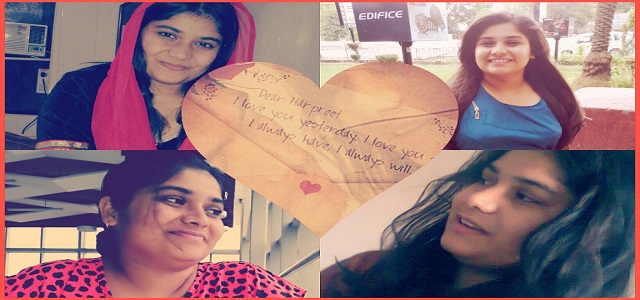 EDIFICE
Dear Harpreet
I love you yesterday, I love you
I always have, I always will.